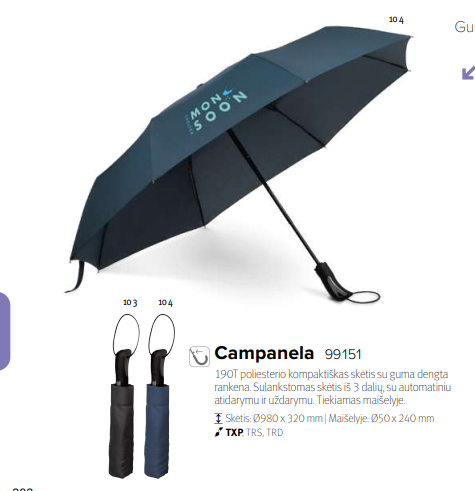 104
Gu
MON
SOON
103
104
Campanela 99151
190T poliesterio kompaktiškas skėtis su guma dengta
rankena. Sulankstomas skėtis iš 3 dalių, su automatiniu
atidarymu ir uždarymu. Tiekiamas maišelyje.
Skėtis: Ø980 x 320 mm | Maišelyje: Ø50 x 240 mm
TXP, TRS, TRD